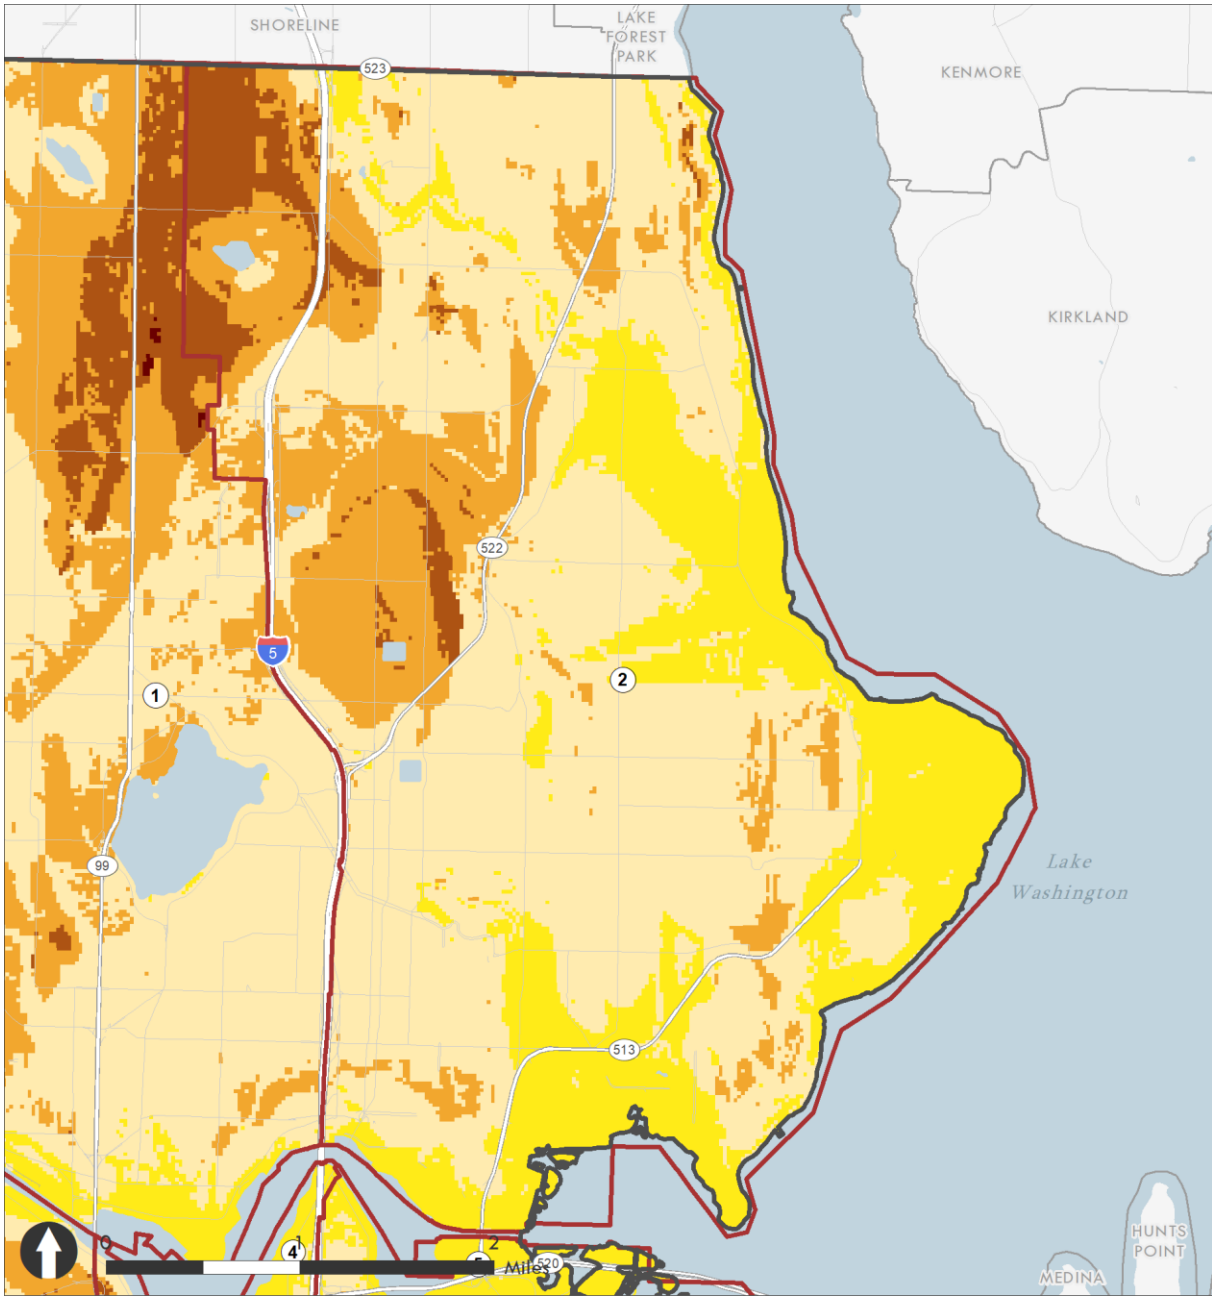 SHORELINE
LAKE
FOREST
PARK
523
KENMORE
KIRKLAND
522
5
1
2
99
Lake
Washington
513
0
1
2
4
5
520
Miles
HUNTS
POINT
MEDINA